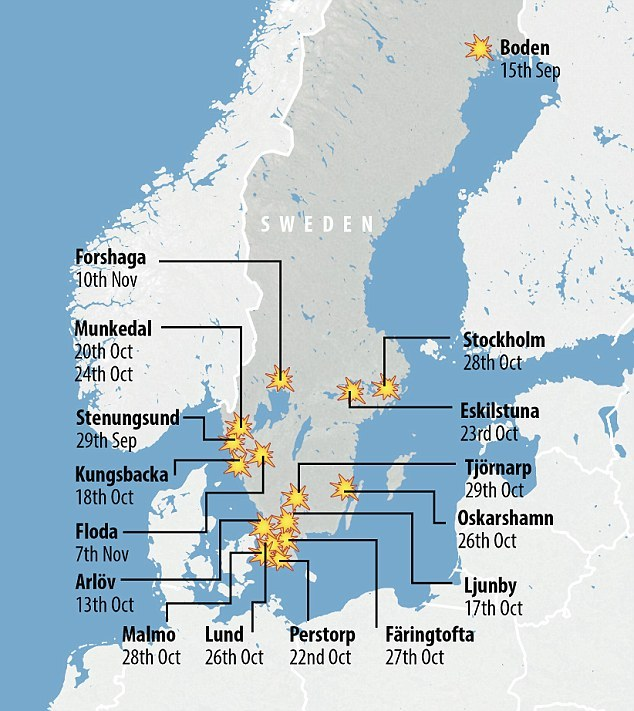 Boden
15th Sep
SWEDEN
Forshaga
10th Nov
Munkedal
20th Oct
24th Oct
Stockholm
28th Oct
Stenungsund
29th Sep
Eskilstuna
23rd Oct
Kungsbacka
18th Oct
Tjörnarp
29th Oct
Floda
7th Nov
Oskarshamn
26th Oct
Arlöv
13th Oct
Ljunby
17th Oct
Malmo
28th Oct
Lund
26th Oct
Perstorp
22nd Oct
Färingtofta
27th Oct